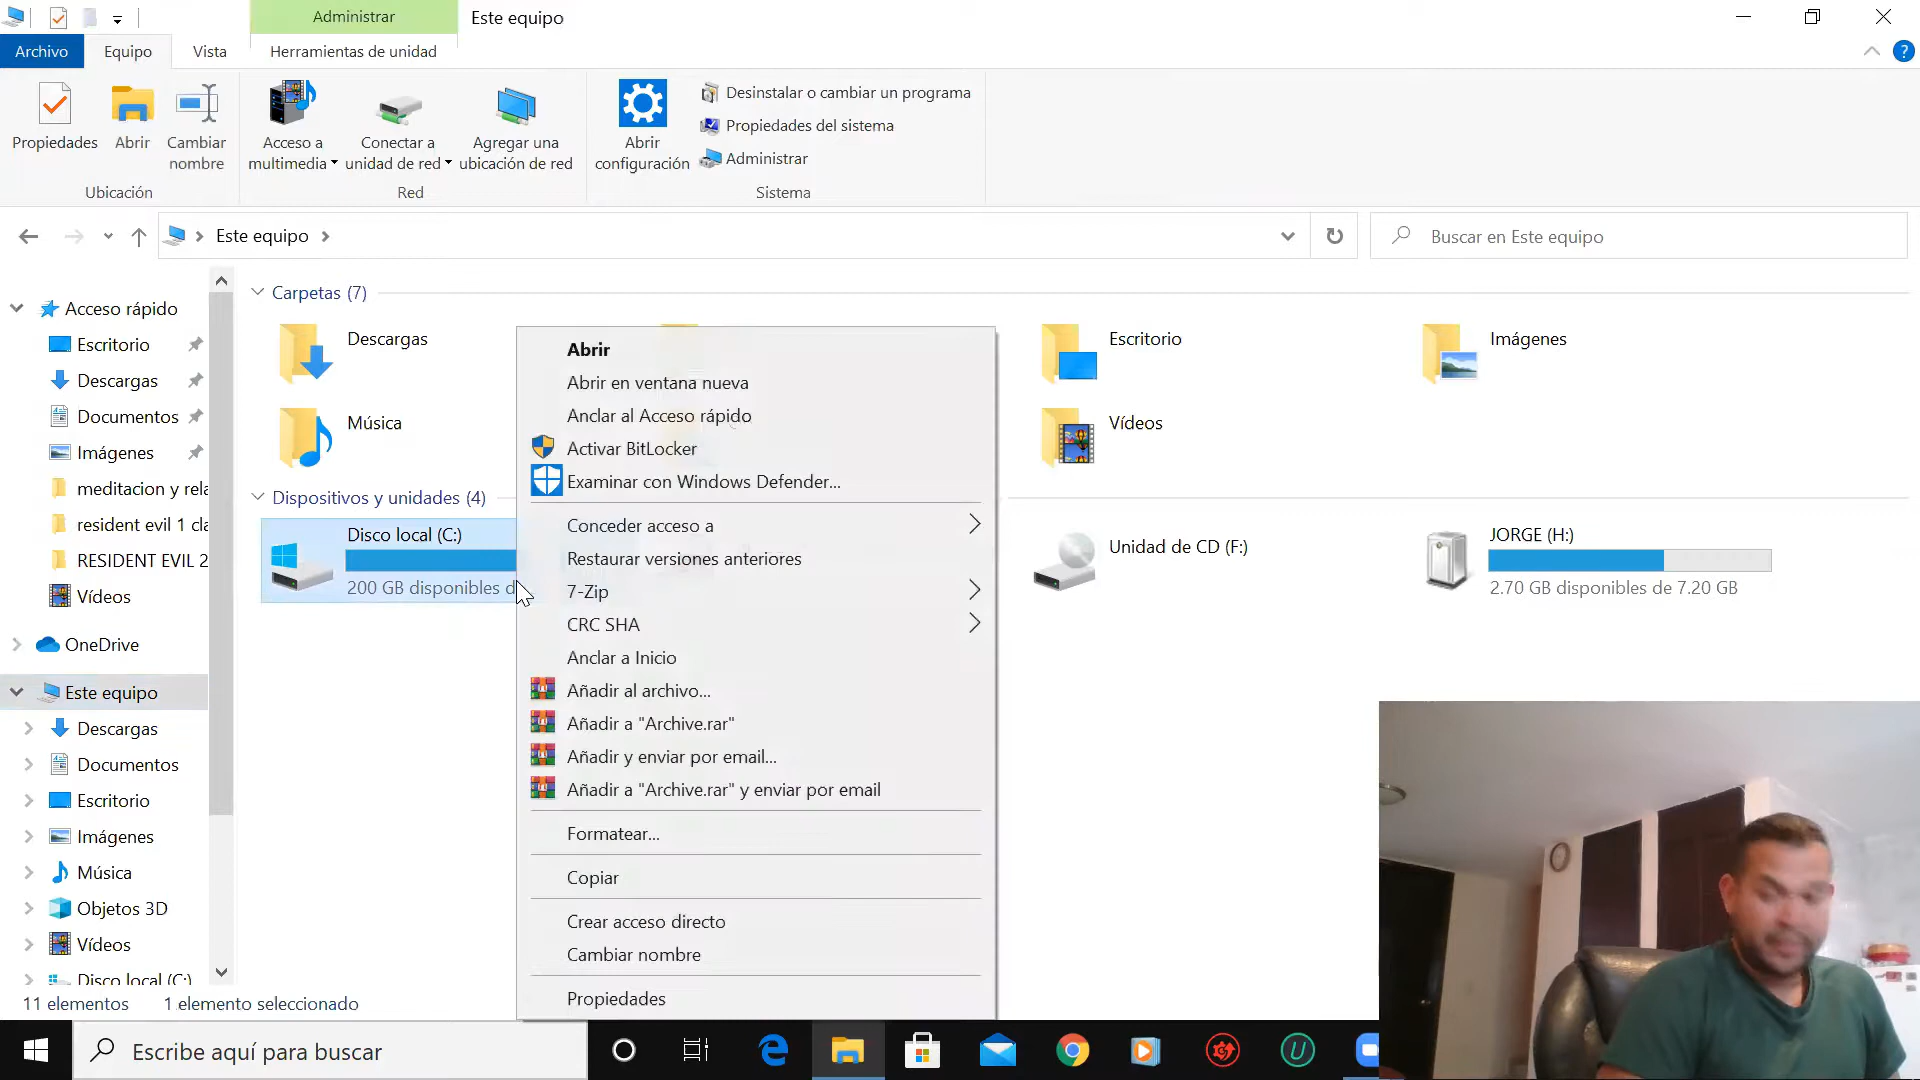 Administrar
Este equipo
Archivo
Equipo
Vista
Herramientas de unidad
Propiedades
Abrir
Cambiar
nombre
Ubicación
Acceso a
multimedia
Conectar a
unidad de red
Agregar una
ubicación de red
Red
Abrir
configuración
Desinstalar o cambiar un programa
Propiedades del sistema
Administrar
Sistema
Este equipo
Buscar en Este equipo
Acceso rápido
Escritorio
Descargas
Documentos
Imágenes
meditacion y rela
resident evil 1 cla
RESIDENT EVIL 2
Vídeos
OneDrive
Este equipo
Descargas
Documentos
Escritorio
Imágenes
Música
Objetos 3D
Vídeos
Disco local (C:)
Carpetas (7)
Descargas
Escritorio
Imágenes
Música
Vídeos
Dispositivos y unidades (4)
Disco local (C:)
200 GB disponibles d
Unidad de CD (F:)
JORGE (H:)
2.70 GB disponibles de 7.20 GB
Abrir
Abrir en ventana nueva
Anclar al Acceso rápido
Activar BitLocker
Examinar con Windows Defender...
Conceder acceso a
Restaurar versiones anteriores
7-Zip
CRC SHA
Anclar a Inicio
Añadir al archivo...
Añadir a "Archive.rar"
Añadir y enviar por email...
Añadir a "Archive.rar" y enviar por email
Formatear...
Copiar
Crear acceso directo
Cambiar nombre
Propiedades
11 elementos
1 elemento seleccionado
Escribe aquí para buscar